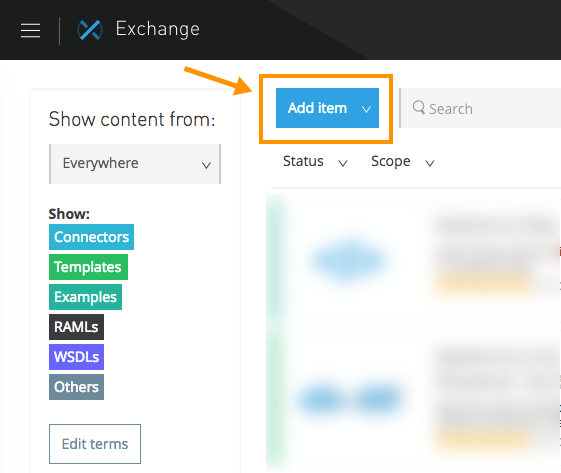 Exchange
Show content from:
Everywhere
Show:
Connectors
Templates
Examples
RAMLs
WSDLs
Others
Edit terms
Add item
Search
Status
Scope